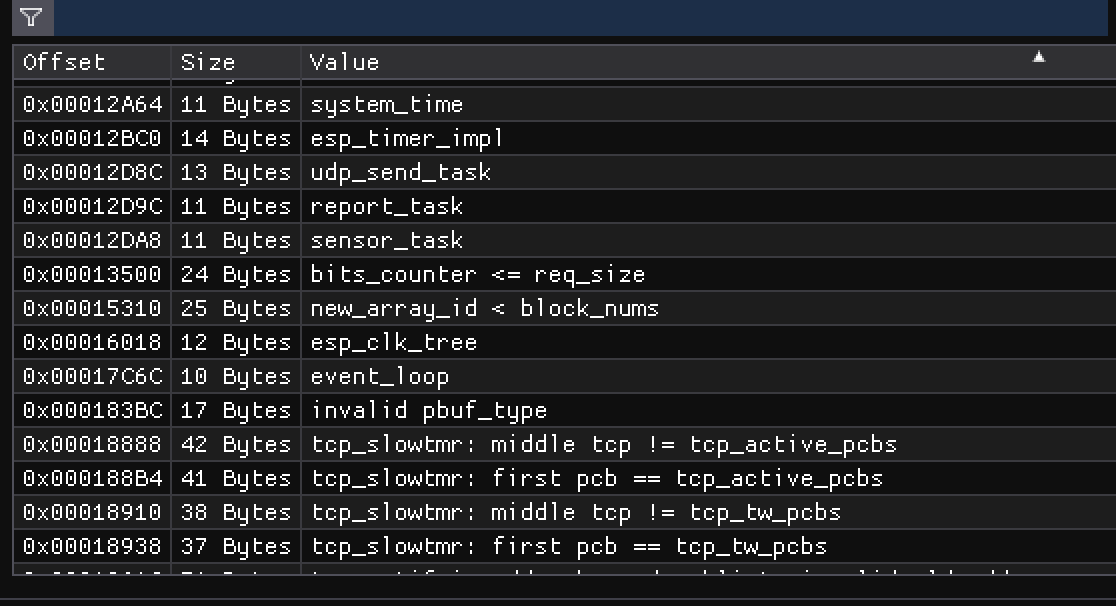 Offset Size Value
0x00012A64 11 Bytes system_time
0x00012BC0 14 Bytes esp_timer_impl
0x00012D8C 13 Bytes udp_send_task
0x00012D9C 11 Bytes report_task
0x00012DA8 11 Bytes sensor_task
0x00013500 24 Bytes bits_counter <= req_size
0x00015310 25 Bytes new_array_id < block_nums
0x00016018 12 Bytes esp_clk_tree
0x00017C6C 10 Bytes event_loop
0x000183BC 17 Bytes invalid pbuf_type
0x00018888 42 Bytes tcp_slowtmr: middle tcp != tcp_active_pcbs
0x000188B4 41 Bytes tcp_slowtmr: first pcb == tcp_active_pcbs
0x00018910 38 Bytes tcp_slowtmr: middle tcp != tcp_tw_pcbs
0x00018938 37 Bytes tcp_slowtmr: first pcb == tcp_tw_pcbs